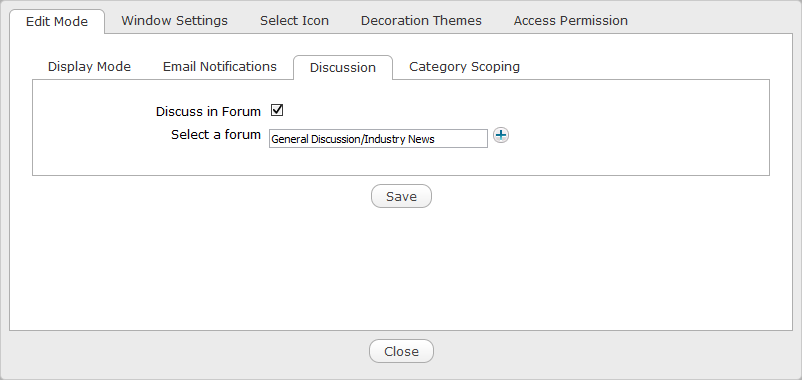 Edit Mode Window Settings Select Icon Decoration Themes Access Permission
Display Mode Email Notifications Discussion Category Scoping
Discuss in Forum
Select a forum General Discussion/Industry News
Save
Close